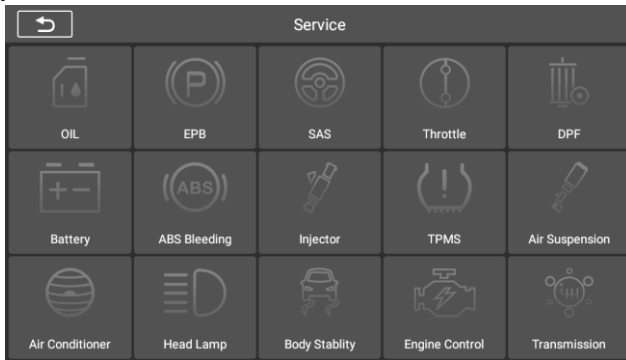 Service
OIL
EPB
SAS
Throttle
DPF
P
ABS
Battery
ABS Bleeding
Injector
TPMS
Air Suspension
Air Conditioner
Head Lamp
Body Stablity
Engine Control
Transmission